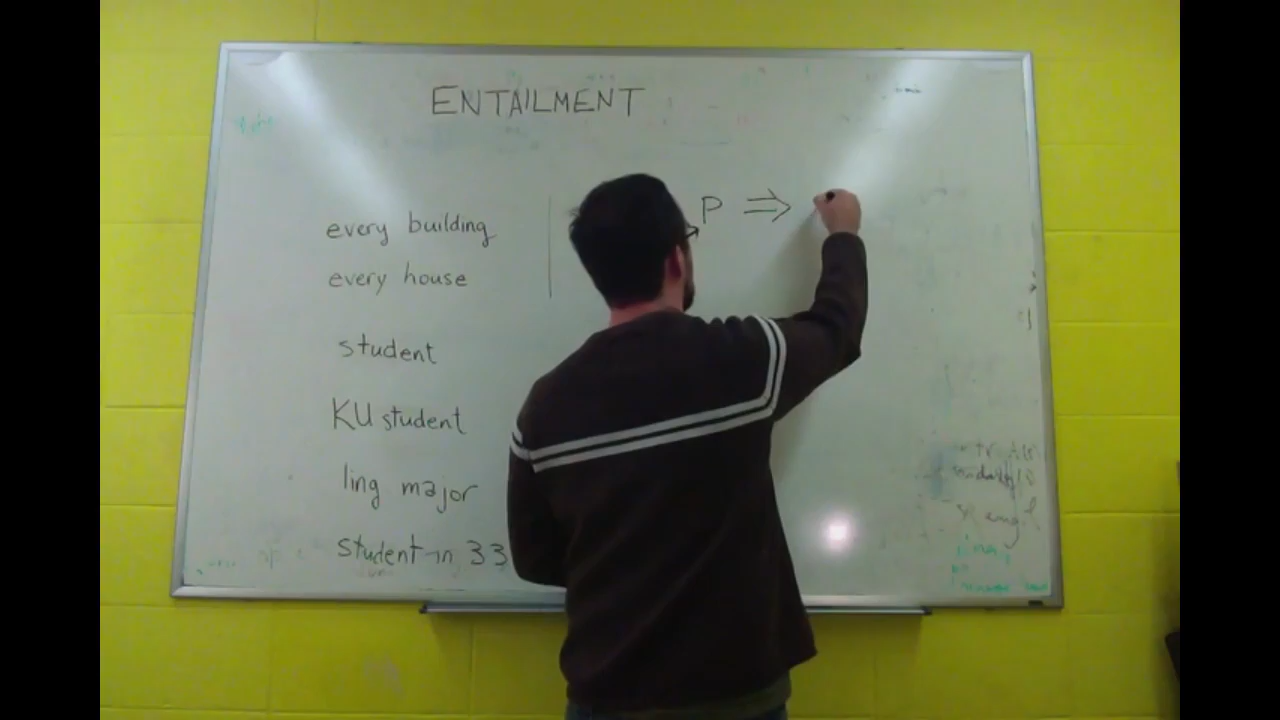 ENTAILMENT
P ⇒
every building
every house
student
KU student
ling major
student in 33